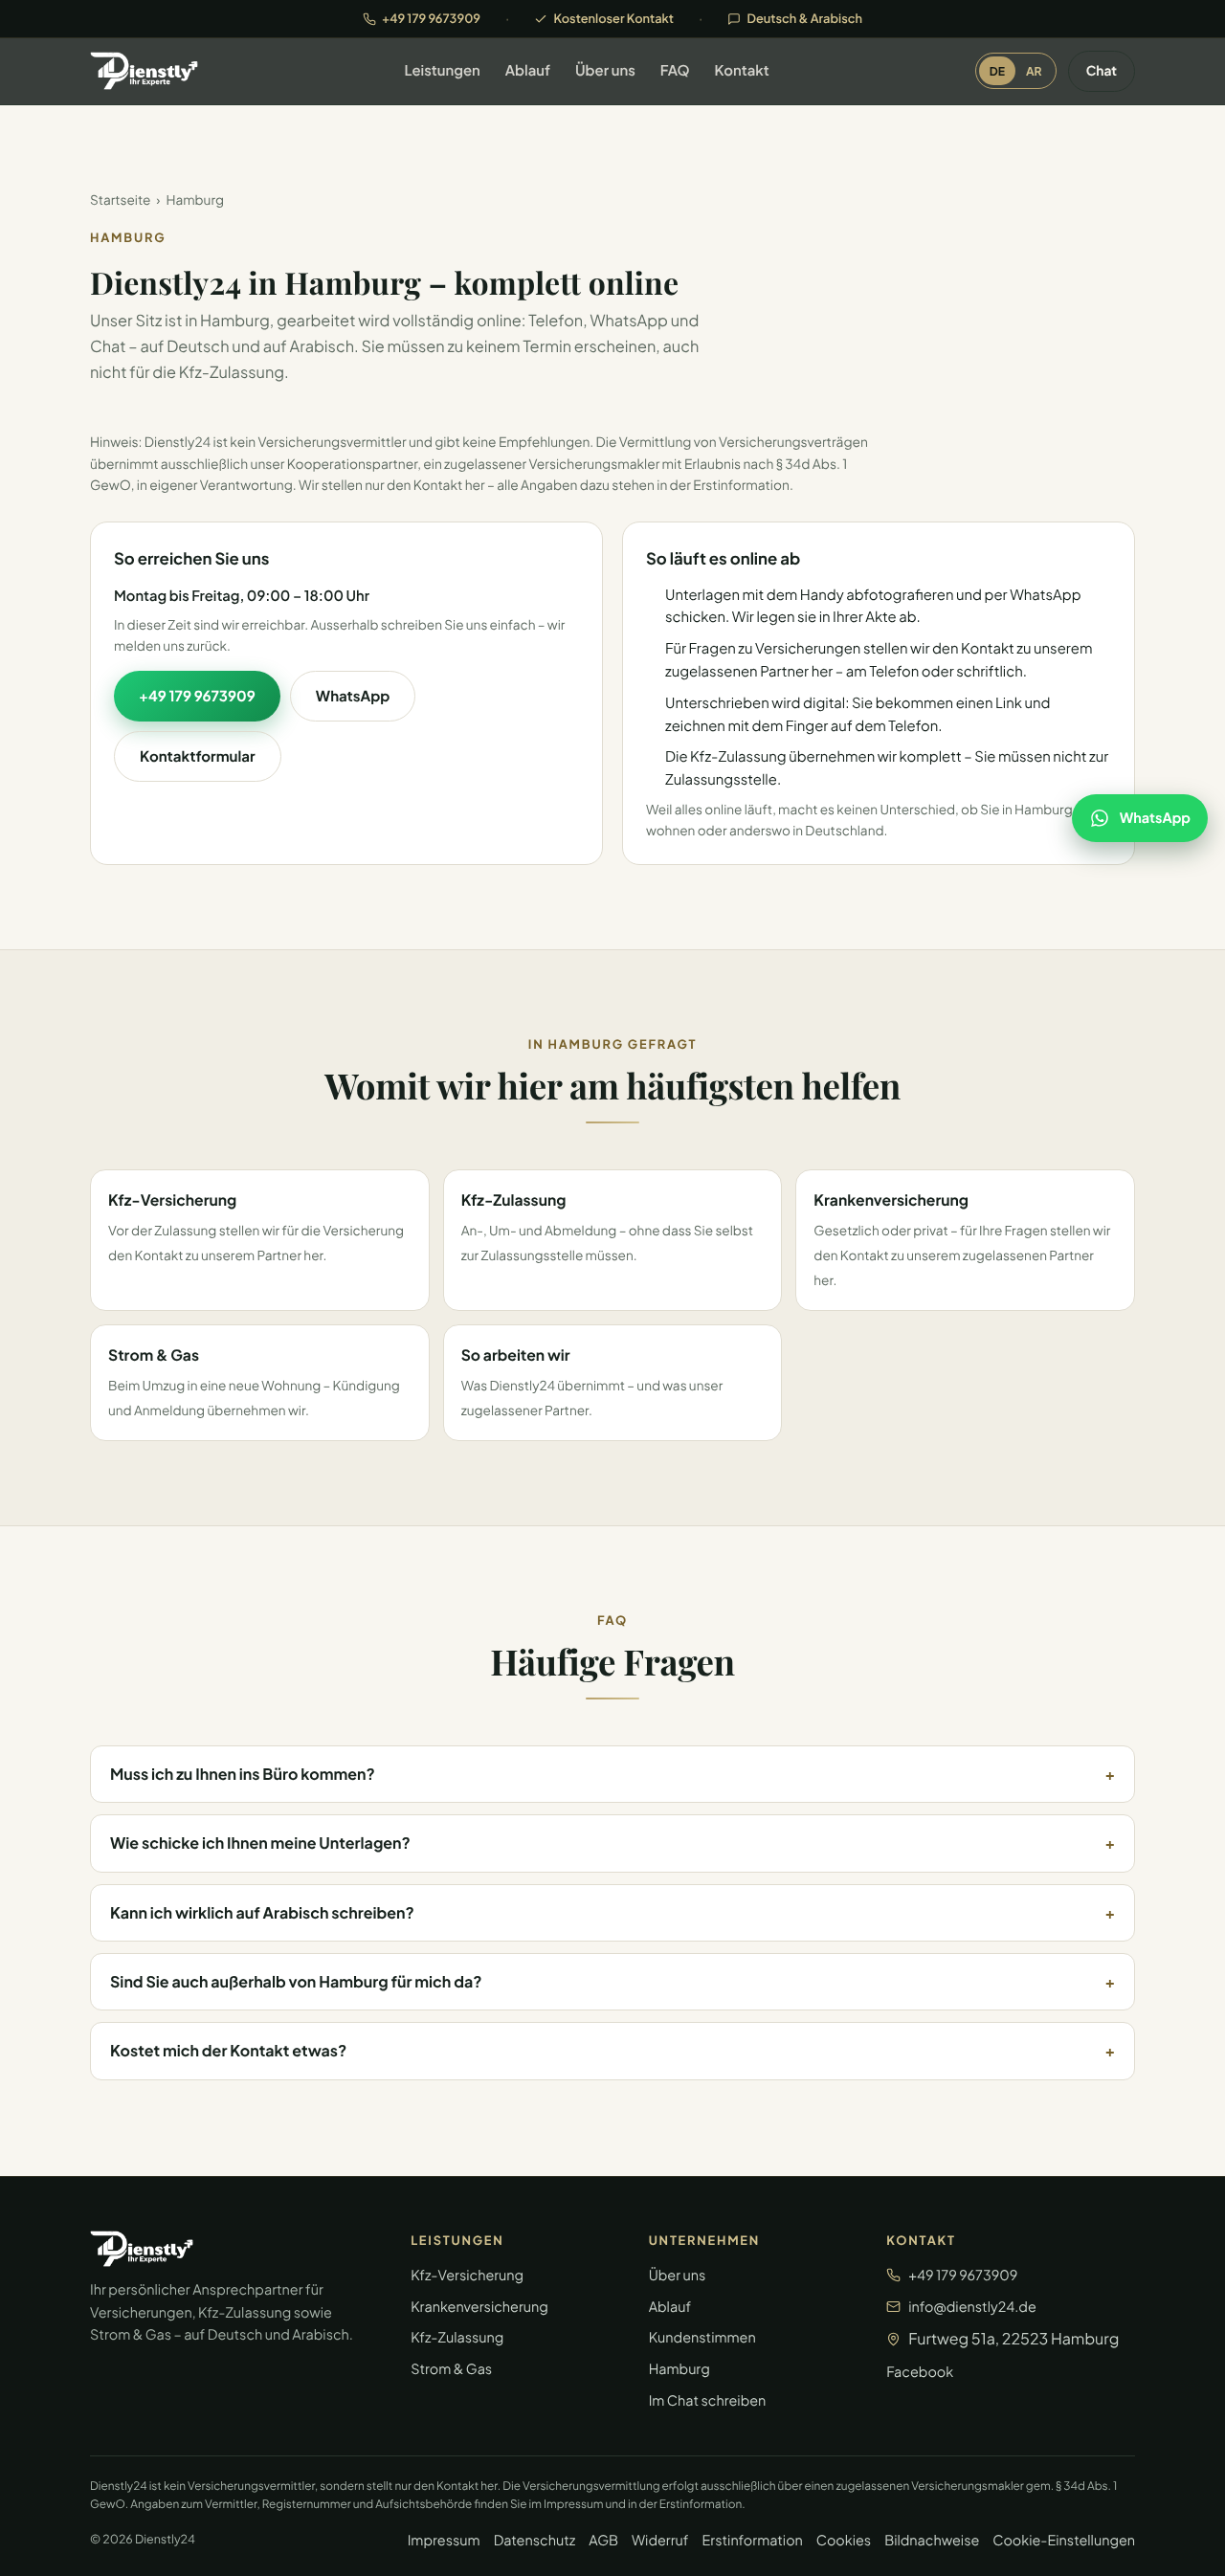 +49 179 9673909 · Kostenloser Kontakt · Deutsch & Arabisch
Dienstly24
Ihr Experte
Leistungen Ablauf Über uns FAQ Kontakt
DE AR Chat
Startseite › Hamburg
HAMBURG
Dienstly24 in Hamburg – komplett online
Unser Sitz ist in Hamburg, gearbeitet wird vollständig online: Telefon, WhatsApp und
Chat – auf Deutsch und auf Arabisch. Sie müssen zu keinem Termin erscheinen, auch
nicht für die Kfz-Zulassung.
Hinweis: Dienstly24 ist kein Versicherungsvermittler und gibt keine Empfehlungen. Die Vermittlung von Versicherungsverträgen
übernimmt ausschließlich unser Kooperationspartner, ein zugelassener Versicherungsmakler mit Erlaubnis nach § 34d Abs. 1
GewO, in eigener Verantwortung. Wir stellen nur den Kontakt her – alle Angaben dazu stehen in der Erstinformation.
So erreichen Sie uns
Montag bis Freitag, 09:00 – 18:00 Uhr
In dieser Zeit sind wir erreichbar. Ausserhalb schreiben Sie uns einfach – wir
melden uns zurück.
+49 179 9673909 WhatsApp
Kontaktformular
So läuft es online ab
Unterlagen mit dem Handy abfotografieren und per WhatsApp
schicken. Wir legen sie in Ihrer Akte ab.
Für Fragen zu Versicherungen stellen wir den Kontakt zu unserem
zugelassenen Partner her – am Telefon oder schriftlich.
Unterschrieben wird digital: Sie bekommen einen Link und
zeichnen mit dem Finger auf dem Telefon.
Die Kfz-Zulassung übernehmen wir komplett – Sie müssen nicht zur
Zulassungsstelle.
Weil alles online läuft, macht es keinen Unterschied, ob Sie in Hamburg
wohnen oder anderswo in Deutschland.
WhatsApp
IN HAMBURG GEFRAGT
Womit wir hier am häufigsten helfen
Kfz-Versicherung
Vor der Zulassung stellen wir für die Versicherung
den Kontakt zu unserem Partner her.
Kfz-Zulassung
An-, Um- und Abmeldung – ohne dass Sie selbst
zur Zulassungsstelle müssen.
Krankenversicherung
Gesetzlich oder privat – für Ihre Fragen stellen wir
den Kontakt zu unserem zugelassenen Partner
her.
Strom & Gas
Beim Umzug in eine neue Wohnung – Kündigung
und Anmeldung übernehmen wir.
So arbeiten wir
Was Dienstly24 übernimmt – und was unser
zugelassener Partner.
FAQ
Häufige Fragen
Muss ich zu Ihnen ins Büro kommen? +
Wie schicke ich Ihnen meine Unterlagen? +
Kann ich wirklich auf Arabisch schreiben? +
Sind Sie auch außerhalb von Hamburg für mich da? +
Kostet mich der Kontakt etwas? +
Dienstly24
Ihr Experte
Ihr persönlicher Ansprechpartner für
Versicherungen, Kfz-Zulassung sowie
Strom & Gas – auf Deutsch und Arabisch.
LEISTUNGEN
Kfz-Versicherung
Krankenversicherung
Kfz-Zulassung
Strom & Gas
UNTERNEHMEN
Über uns
Ablauf
Kundenstimmen
Hamburg
Im Chat schreiben
KONTAKT
+49 179 9673909
info@dienstly24.de
Furtweg 51a, 22523 Hamburg
Facebook
Dienstly24 ist kein Versicherungsvermittler, sondern stellt nur den Kontakt her. Die Versicherungsvermittlung erfolgt ausschließlich über einen zugelassenen Versicherungsmakler gem. § 34d Abs. 1
GewO. Angaben zum Vermittler, Registernummer und Aufsichtsbehörde finden Sie im Impressum und in der Erstinformation.
© 2026 Dienstly24
Impressum Datenschutz AGB Widerruf Erstinformation Cookies Bildnachweise Cookie-Einstellungen